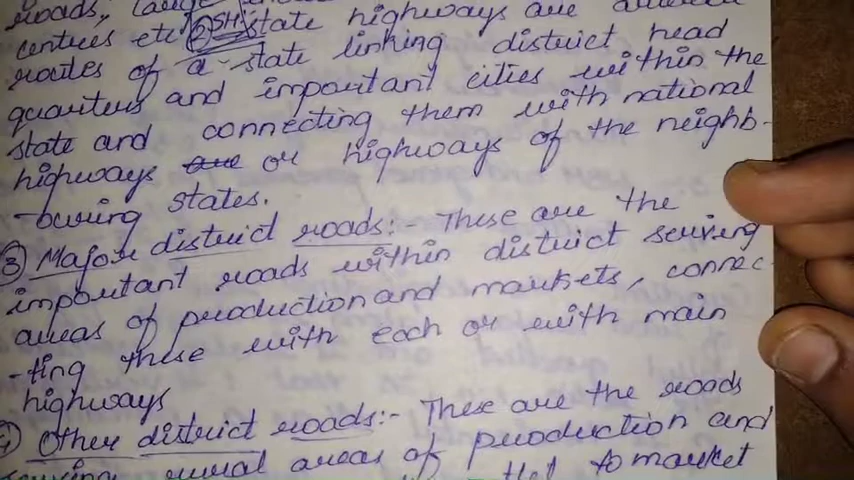 roads,
centres etc (2) SH: state highways are
routes of a state linking district head
quarters and important cities within the
state and connecting them with national
highways or highways of the neighb-
-ouring states.
(3) Major district roads:- These are the
important roads within district serving
areas of production and markets, connec-
-ting these with each or with main
highways
(4) Other district roads:- These are the roads
serving rural areas of production and
to market